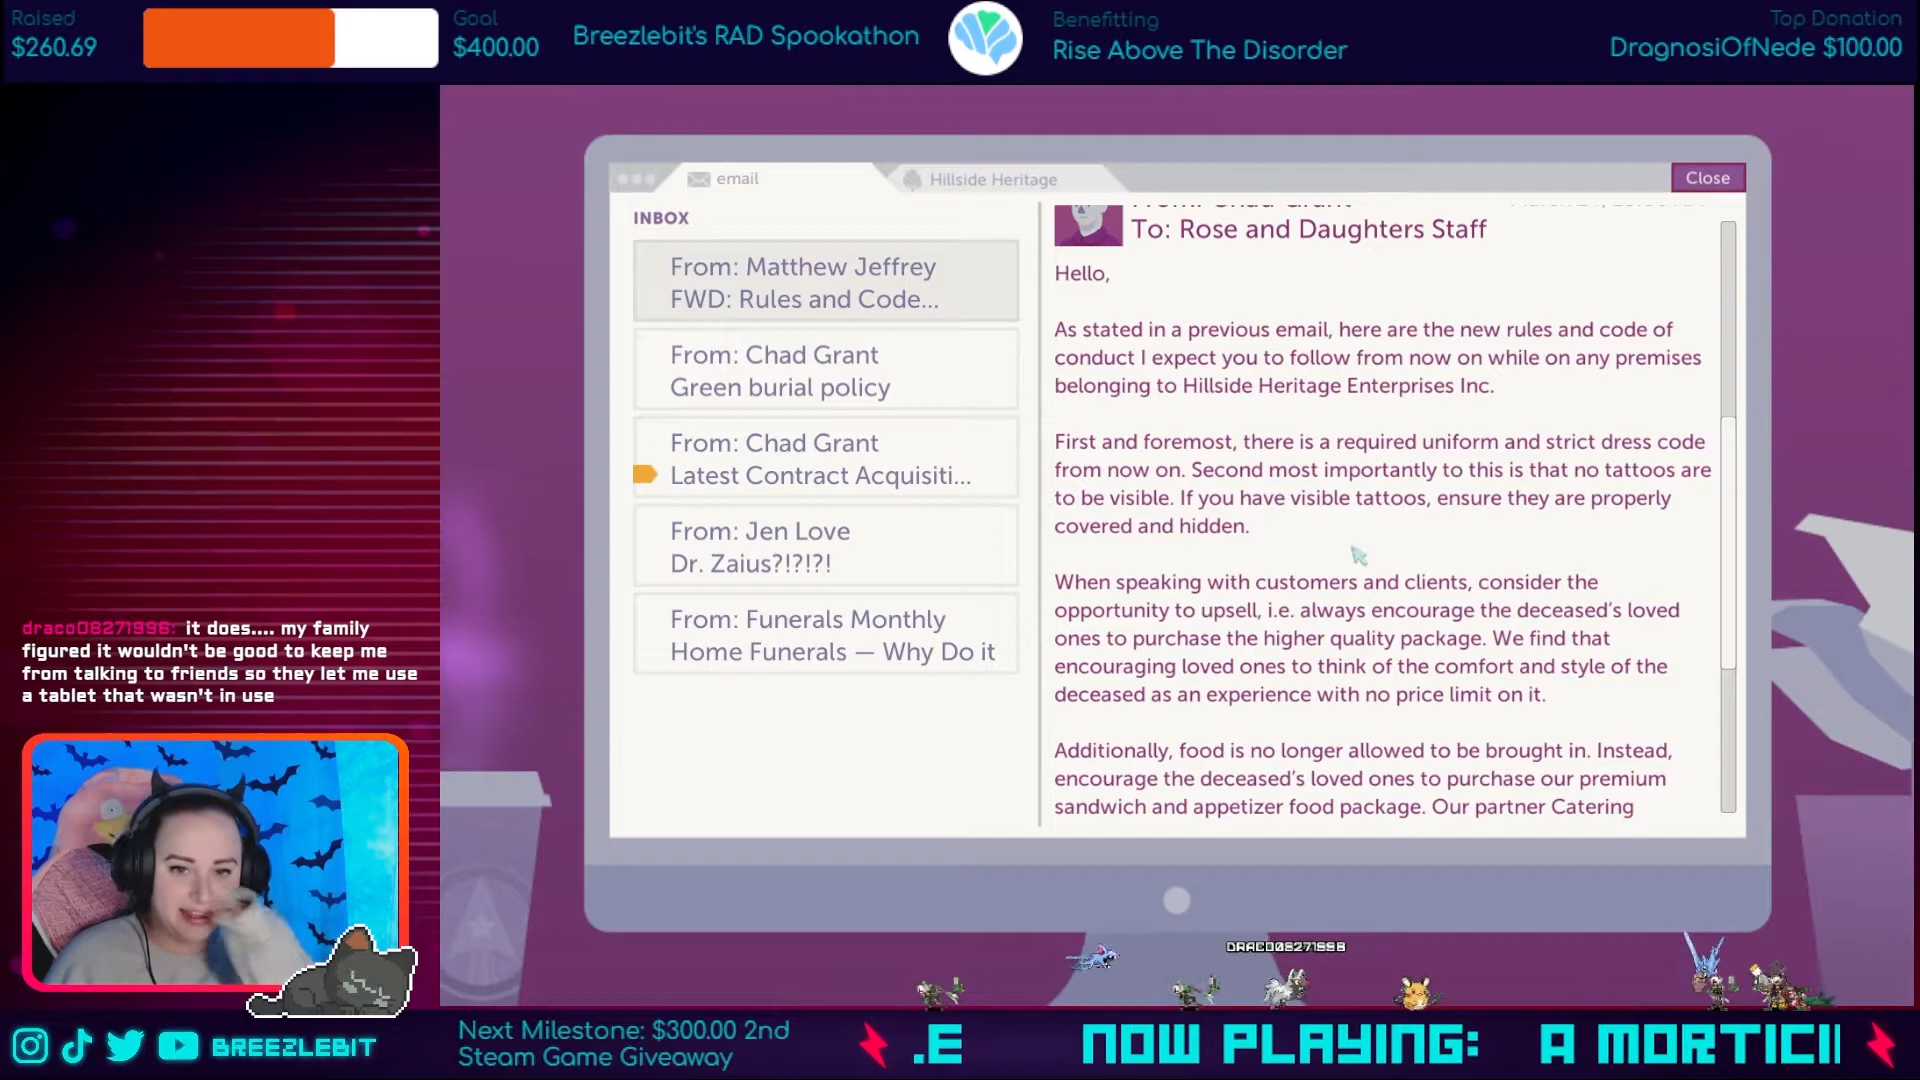 Raised
$260.69
Goal
$400.00
Breezlebit's RAD Spookathon
Benefitting
Rise Above The Disorder
Top Donation
DragnosiOfNede $100.00
email
Hillside Heritage
Close
INBOX
From: Matthew Jeffrey
FWD: Rules and Code...
From: Chad Grant
Green burial policy
From: Chad Grant
Latest Contract Acquisiti...
From: Jen Love
Dr. Zaius?!?!?!
From: Funerals Monthly
Home Funerals — Why Do it
From: Chad Grant
To: Rose and Daughters Staff
Hello,
As stated in a previous email, here are the new rules and code of
conduct I expect you to follow from now on while on any premises
belonging to Hillside Heritage Enterprises Inc.
First and foremost, there is a required uniform and strict dress code
from now on. Second most importantly to this is that no tattoos are
to be visible. If you have visible tattoos, ensure they are properly
covered and hidden.
When speaking with customers and clients, consider the
opportunity to upsell, i.e. always encourage the deceased's loved
ones to purchase the higher quality package. We find that
encouraging loved ones to think of the comfort and style of the
deceased as an experience with no price limit on it.
Additionally, food is no longer allowed to be brought in. Instead,
encourage the deceased's loved ones to purchase our premium
sandwich and appetizer food package. Our partner Catering
draco08271996: it does.... my family
figured it wouldn't be good to keep me
from talking to friends so they let me use
a tablet that wasn't in use
DRACO08271996
BREEZLEBIT
Next Milestone: $300.00 2nd
Steam Game Giveaway
.E NOW PLAYING: A MORTICI